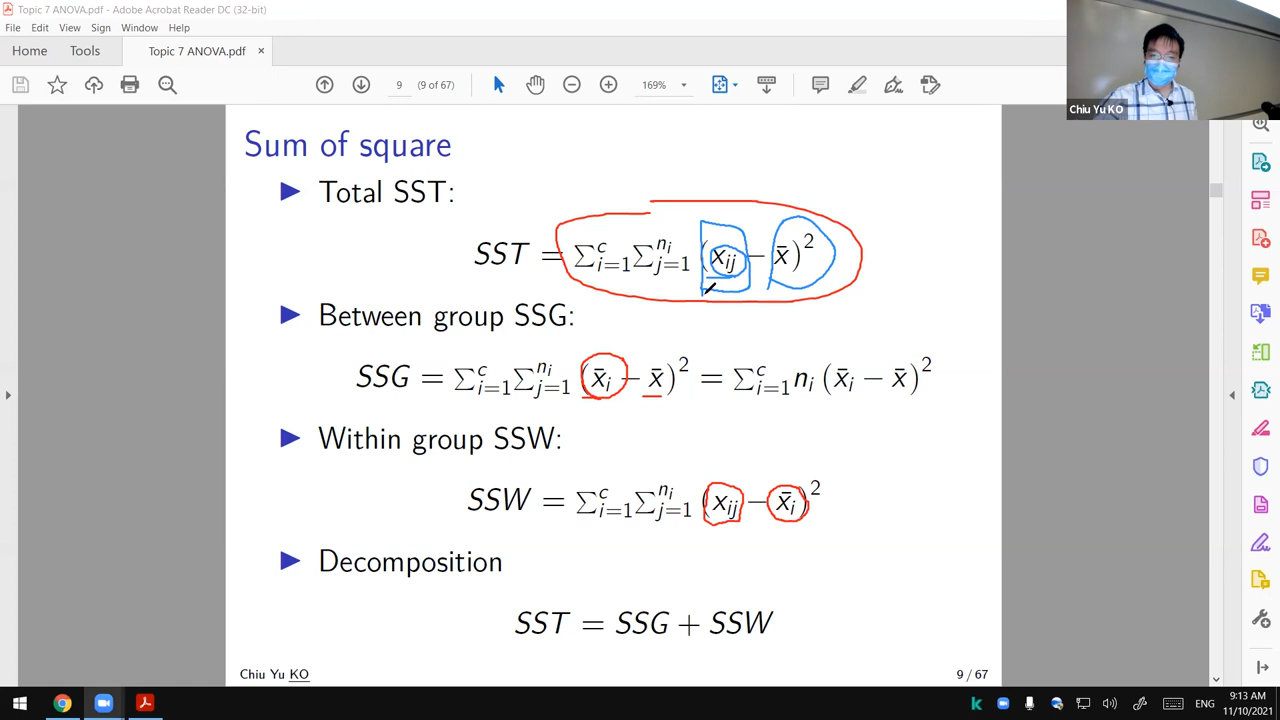 Topic 7 ANOVA.pdf - Adobe Acrobat Reader DC (32-bit)
File Edit View Sign Window Help
Home Tools Topic 7 ANOVA.pdf ×
9 (9 of 67) 169%
Chiu Yu KO
Sum of square
▶ Total SST:
SST = ∑_{i=1}^{c} ∑_{j=1}^{n_i} (x_{ij} − x̄)²
▶ Between group SSG:
SSG = ∑_{i=1}^{c} ∑_{j=1}^{n_i} (x̄_i − x̄)² = ∑_{i=1}^{c} n_i (x̄_i − x̄)²
▶ Within group SSW:
SSW = ∑_{i=1}^{c} ∑_{j=1}^{n_i} (x_{ij} − x̄_i)²
▶ Decomposition
SST = SSG + SSW
Chiu Yu KO 9 / 67
ENG 9:13 AM
11/10/2021